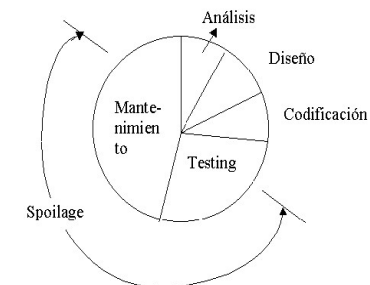 Análisis
Diseño
Codificación
Mante-
nimien
to
Testing
Spoilage